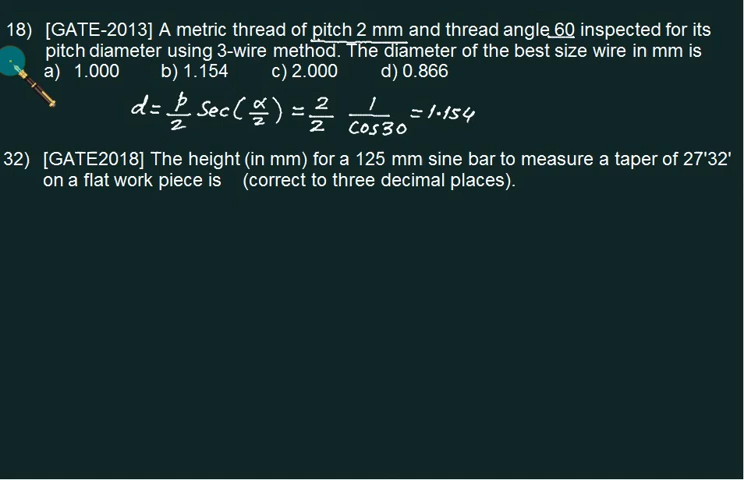 18) [GATE-2013] A metric thread of pitch 2 mm and thread angle 60 inspected for its
pitch diameter using 3-wire method. The diameter of the best size wire in mm is
a) 1.000 b) 1.154 c) 2.000 d) 0.866
d = p/2 Sec(α/2) = 2/2 1/cos30 = 1.154
32) [GATE2018] The height (in mm) for a 125 mm sine bar to measure a taper of 27'32'
on a flat work piece is (correct to three decimal places).